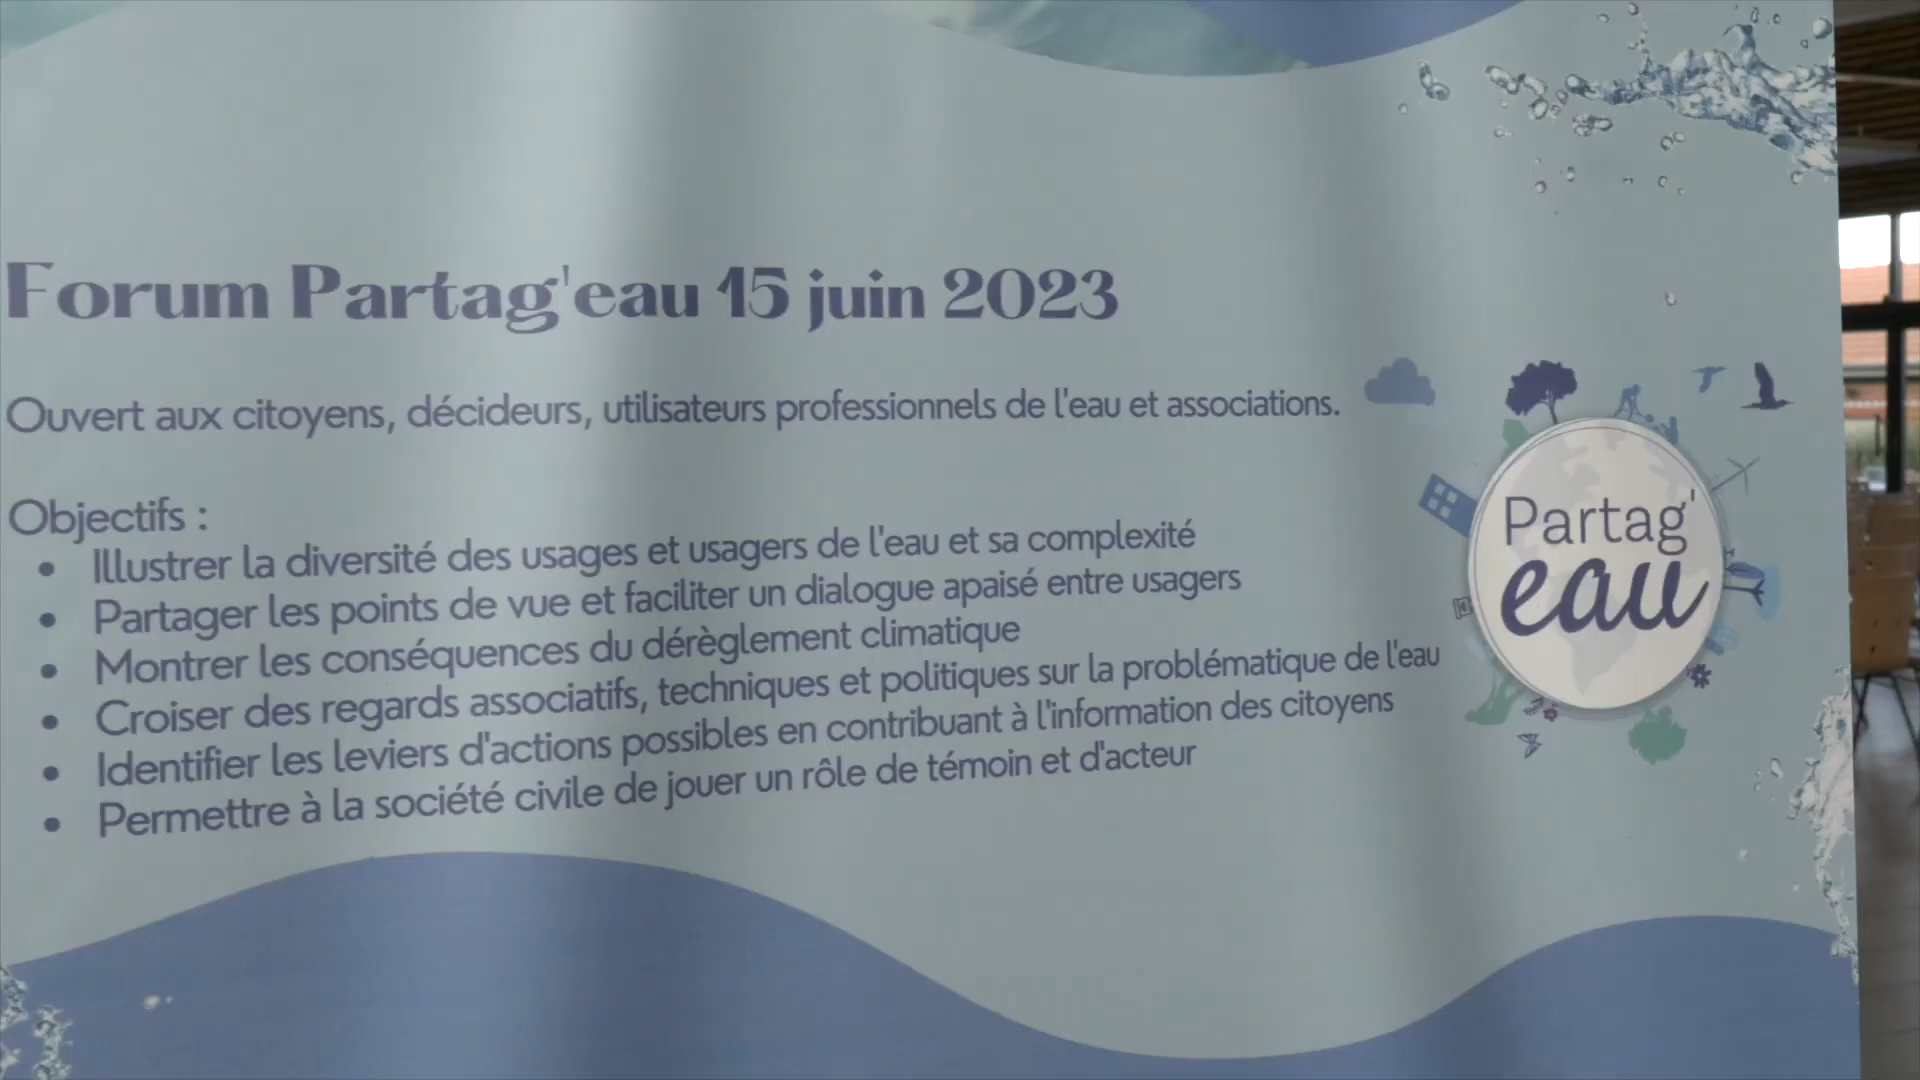 Forum Partag'eau 15 juin 2023
Ouvert aux citoyens, décideurs, utilisateurs professionnels de l'eau et associations.
Objectifs :
• Illustrer la diversité des usages et usagers de l'eau et sa complexité
• Partager les points de vue et faciliter un dialogue apaisé entre usagers
• Montrer les conséquences du dérèglement climatique
• Croiser des regards associatifs, techniques et politiques sur la problématique de l'eau
• Identifier les leviers d'actions possibles en contribuant à l'information des citoyens
• Permettre à la société civile de jouer un rôle de témoin et d'acteur
Partag'
eau